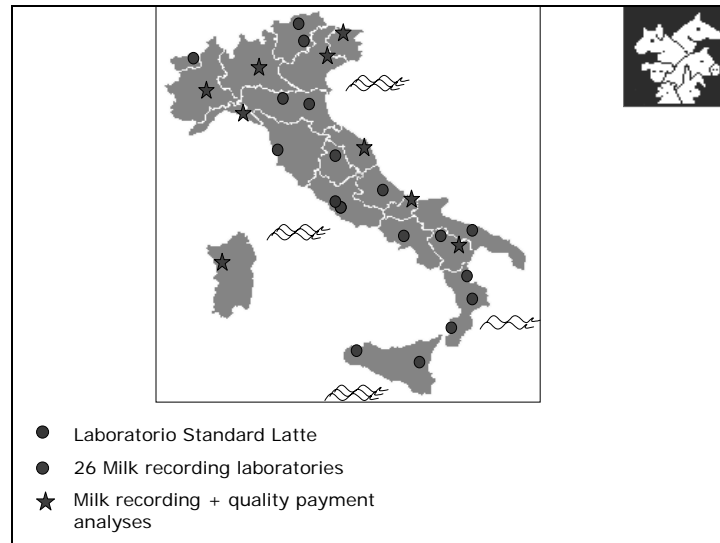 Laboratorio Standard Latte
26 Milk recording laboratories
Milk recording + quality payment
analyses